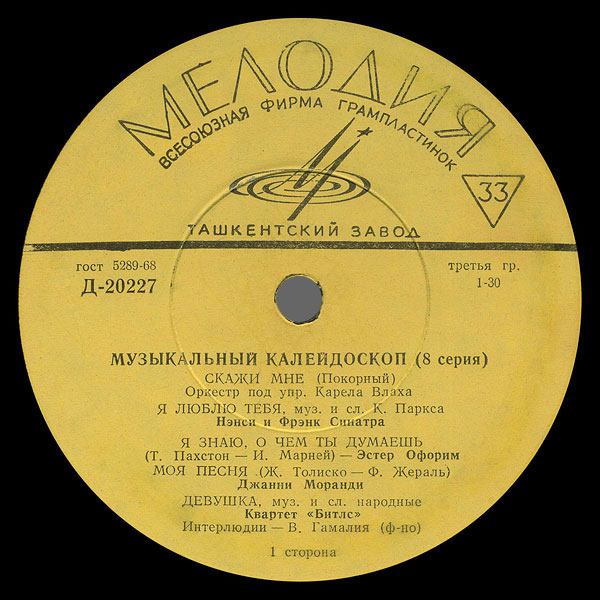 МЕЛОДИЯ
ВСЕСОЮЗНАЯ ФИРМА ГРАМПЛАСТИНОК
33
ТАШКЕНТСКИЙ ЗАВОД
гост 5289-68
третья гр.
Д-20227
1-30
МУЗЫКАЛЬНЫЙ КАЛЕЙДОСКОП (8 серия)
СКАЖИ МНЕ (Покорный)
Оркестр под упр. Карела Влаха
Я ЛЮБЛЮ ТЕБЯ, муз. и сл. К. Паркса
Нэнси и Фрэнк Синатра
Я ЗНАЮ, О ЧЕМ ТЫ ДУМАЕШЬ
(Т. Пахстон — И. Марней) — Эстер Офорим
МОЯ ПЕСНЯ (Ж. Толиско — Ф. Жераль)
Джанни Моранди
ДЕВУШКА, муз. и сл. народные
Квартет «Битлс»
Интерлюдии — В. Гамалия (ф-по)
1 сторона